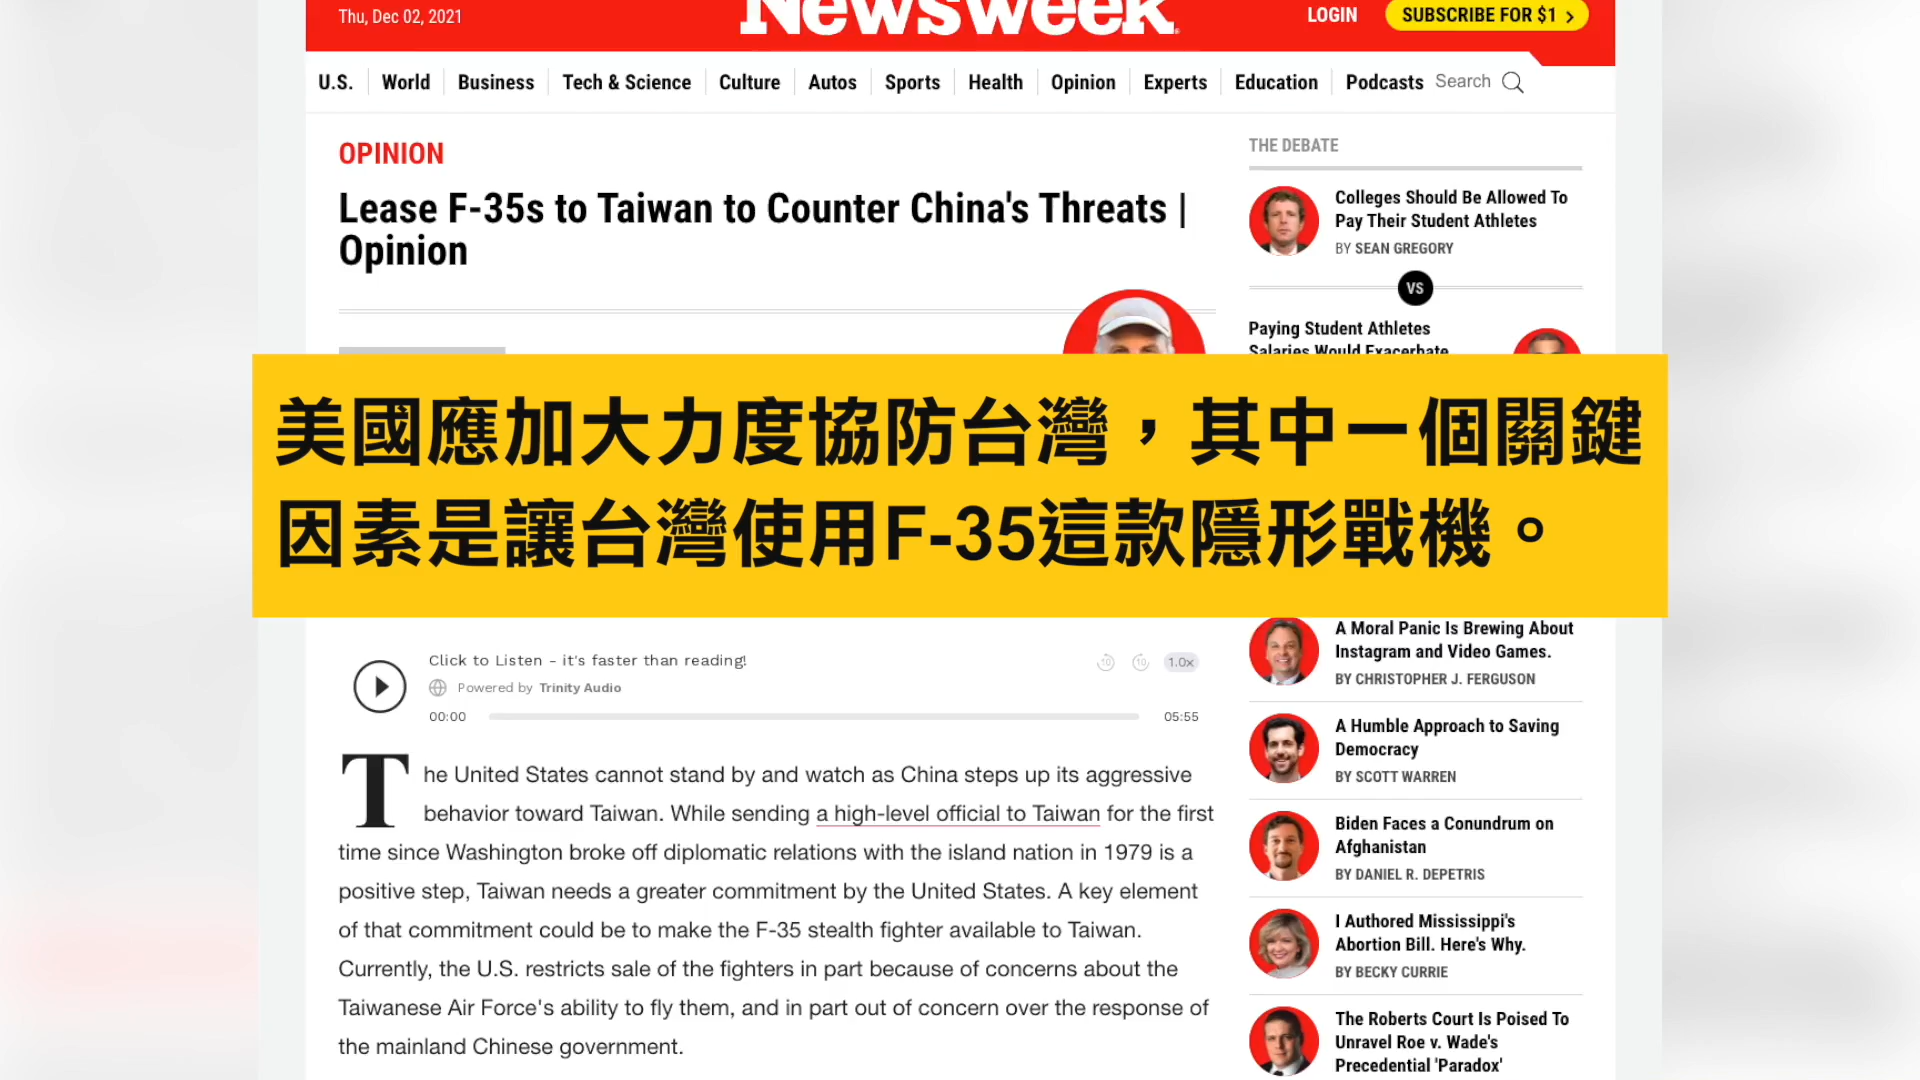 Thu, Dec 02, 2021
Newsweek
LOGIN
SUBSCRIBE FOR $1
U.S.
World
Business
Tech & Science
Culture
Autos
Sports
Health
Opinion
Experts
Education
Podcasts
Search
OPINION
Lease F-35s to Taiwan to Counter China's Threats |
Opinion
美國應加大力度協防台灣，其中一個關鍵
因素是讓台灣使用F-35這款隱形戰機。
Click to Listen - it's faster than reading!
10
10
1.0x
Powered by Trinity Audio
00:00
05:55
The United States cannot stand by and watch as China steps up its aggressive
behavior toward Taiwan. While sending a high-level official to Taiwan for the first
time since Washington broke off diplomatic relations with the island nation in 1979 is a
positive step, Taiwan needs a greater commitment by the United States. A key element
of that commitment could be to make the F-35 stealth fighter available to Taiwan.
Currently, the U.S. restricts sale of the fighters in part because of concerns about the
Taiwanese Air Force's ability to fly them, and in part out of concern over the response of
the mainland Chinese government.
THE DEBATE
Colleges Should Be Allowed To
Pay Their Student Athletes
BY SEAN GREGORY
VS
Paying Student Athletes
Salaries Would Exacerbate
A Moral Panic Is Brewing About
Instagram and Video Games.
BY CHRISTOPHER J. FERGUSON
A Humble Approach to Saving
Democracy
BY SCOTT WARREN
Biden Faces a Conundrum on
Afghanistan
BY DANIEL R. DEPETRIS
I Authored Mississippi's
Abortion Bill. Here's Why.
BY BECKY CURRIE
The Roberts Court Is Poised To
Unravel Roe v. Wade's
Precedential 'Paradox'